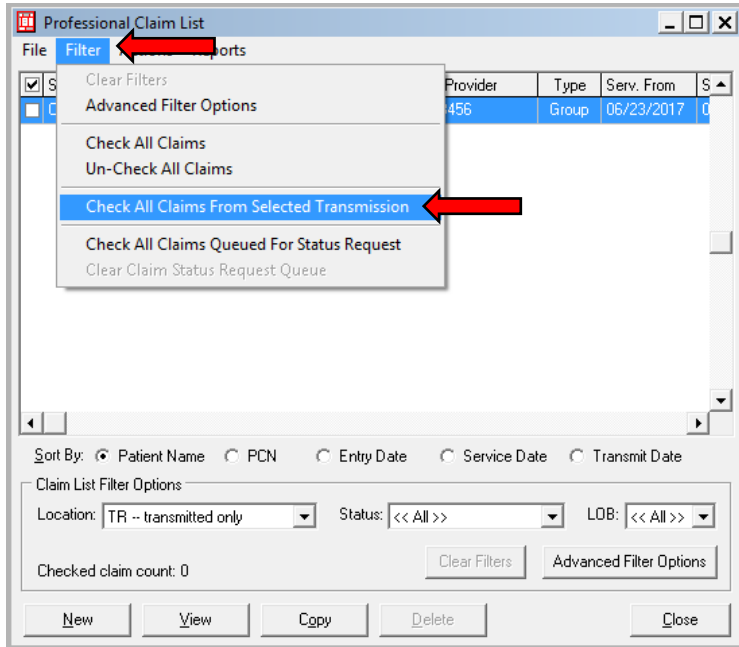 Professional Claim List
File Filter Reports
S Provider Type Serv. From S
456 Group 06/23/2017 0
Clear Filters
Advanced Filter Options
Check All Claims
Un-Check All Claims
Check All Claims From Selected Transmission
Check All Claims Queued For Status Request
Clear Claim Status Request Queue
Sort By: Patient Name PCN Entry Date Service Date Transmit Date
Claim List Filter Options
Location: TR -- transmitted only Status: << All >> LOB: << All >>
Checked claim count: 0 Clear Filters Advanced Filter Options
New View Copy Delete Close